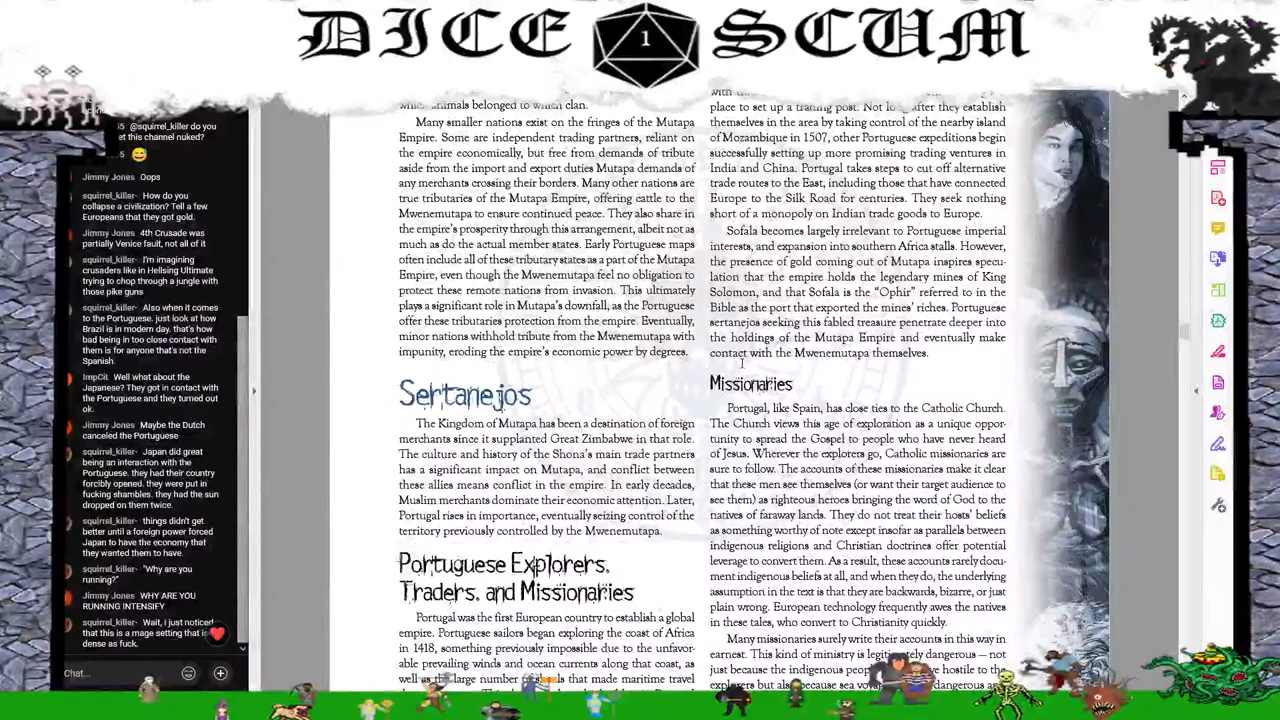 DICE SCUM
1
55 @squirrel_killer do you
et this channel nuked?
55 😅
Jimmy Jones Oops
squirrel_killer- How do you
collapse a civilization? Tell a few
Europeans that they got gold.
Jimmy Jones 4th Crusade was
partially Venice fault, not all of it
squirrel_killer- I'm imagining
crusaders like in Hellsing Ultimate
trying to chop through a jungle with
those pike guns
squirrel_killer- Also when it comes
to the Portuguese. just look at how
Brazil is in modern day. that's how
bad being in too close contact with
them is for anyone that's not the
Spanish.
ImpCit Well what about the
Japanese? They got in contact with
the Portuguese and they turned out
ok.
Jimmy Jones Maybe the Dutch
canceled the Portuguese
squirrel_killer- Japan did great
being an interaction with the
Portuguese. they had their country
forcibly opened. they were put in
fucking shambles. they had the sun
dropped on them twice.
squirrel_killer- things didn't get
better until a foreign power forced
Japan to have the economy that
they wanted them to have.
squirrel_killer- "Why are you
running?"
Jimmy Jones WHY ARE YOU
RUNNING INTENSIFY
squirrel_killer- Wait, I just noticed
that this is a mage setting that is
dense as fuck.
Chat...
which animals belonged to which clan.
Many smaller nations exist on the fringes of the Mutapa
Empire. Some are independent trading partners, reliant on
the empire economically, but free from demands of tribute
aside from the import and export duties Mutapa demands of
any merchants crossing their borders. Many other nations are
true tributaries of the Mutapa Empire, offering cattle to the
Mwenemutapa to ensure continued peace. They also share in
the empire's prosperity through this arrangement, albeit not as
much as do the actual member states. Early Portuguese maps
often include all of these tributary states as a part of the Mutapa
Empire, even though the Mwenemutapa feel no obligation to
protect these remote nations from invasion. This ultimately
plays a significant role in Mutapa's downfall, as the Portuguese
offer these tributaries protection from the empire. Eventually,
minor nations withhold tribute from the Mwenemutapa with
impunity, eroding the empire's economic power by degrees.
Sertanejos
The Kingdom of Mutapa has been a destination of foreign
merchants since it supplanted Great Zimbabwe in that role.
The culture and history of the Shona's main trade partners
has a significant impact on Mutapa, and conflict between
these allies means conflict in the empire. In early decades,
Muslim merchants dominate their economic attention. Later,
Portugal rises in importance, eventually seizing control of the
territory previously controlled by the Mwenemutapa.
Portuguese Explorers,
Traders, and Missionaries
Portugal was the first European country to establish a global
empire. Portuguese sailors began exploring the coast of Africa
in 1418, something previously impossible due to the unfavor-
able prevailing winds and ocean currents along that coast, as
well as the large number of shoals that made maritime travel
place to set up a trading post. Not long after they establish
themselves in the area by taking control of the nearby island
of Mozambique in 1507, other Portuguese expeditions begin
successfully setting up more promising trading ventures in
India and China. Portugal takes steps to cut off alternative
trade routes to the East, including those that have connected
Europe to the Silk Road for centuries. They seek nothing
short of a monopoly on Indian trade goods to Europe.
Sofala becomes largely irrelevant to Portuguese imperial
interests, and expansion into southern Africa stalls. However,
the presence of gold coming out of Mutapa inspires specu-
lation that the empire holds the legendary mines of King
Solomon, and that Sofala is the "Ophir" referred to in the
Bible as the port that exported the mines' riches. Portuguese
sertanejos seeking this fabled treasure penetrate deeper into
the holdings of the Mutapa Empire and eventually make
contact with the Mwenemutapa themselves.
Missionaries
Portugal, like Spain, has close ties to the Catholic Church.
The Church views this age of exploration as a unique oppor-
tunity to spread the Gospel to people who have never heard
of Jesus. Wherever the explorers go, Catholic missionaries are
sure to follow. The accounts of these missionaries make it clear
that these men see themselves (or want their target audience to
see them) as righteous heroes bringing the word of God to the
natives of faraway lands. They do not treat their hosts' beliefs
as something worthy of note except insofar as parallels between
indigenous religions and Christian doctrines offer potential
leverage to convert them. As a result, these accounts rarely docu-
ment indigenous beliefs at all, and when they do, the underlying
assumption in the text is that they are backwards, bizarre, or just
plain wrong. European technology frequently awes the natives
in these tales, who convert to Christianity quickly.
Many missionaries surely write their accounts in this way in
earnest. This kind of ministry is legitimately dangerous — not
just because the indigenous people be hostile to the
explorers but also because sea dangerous